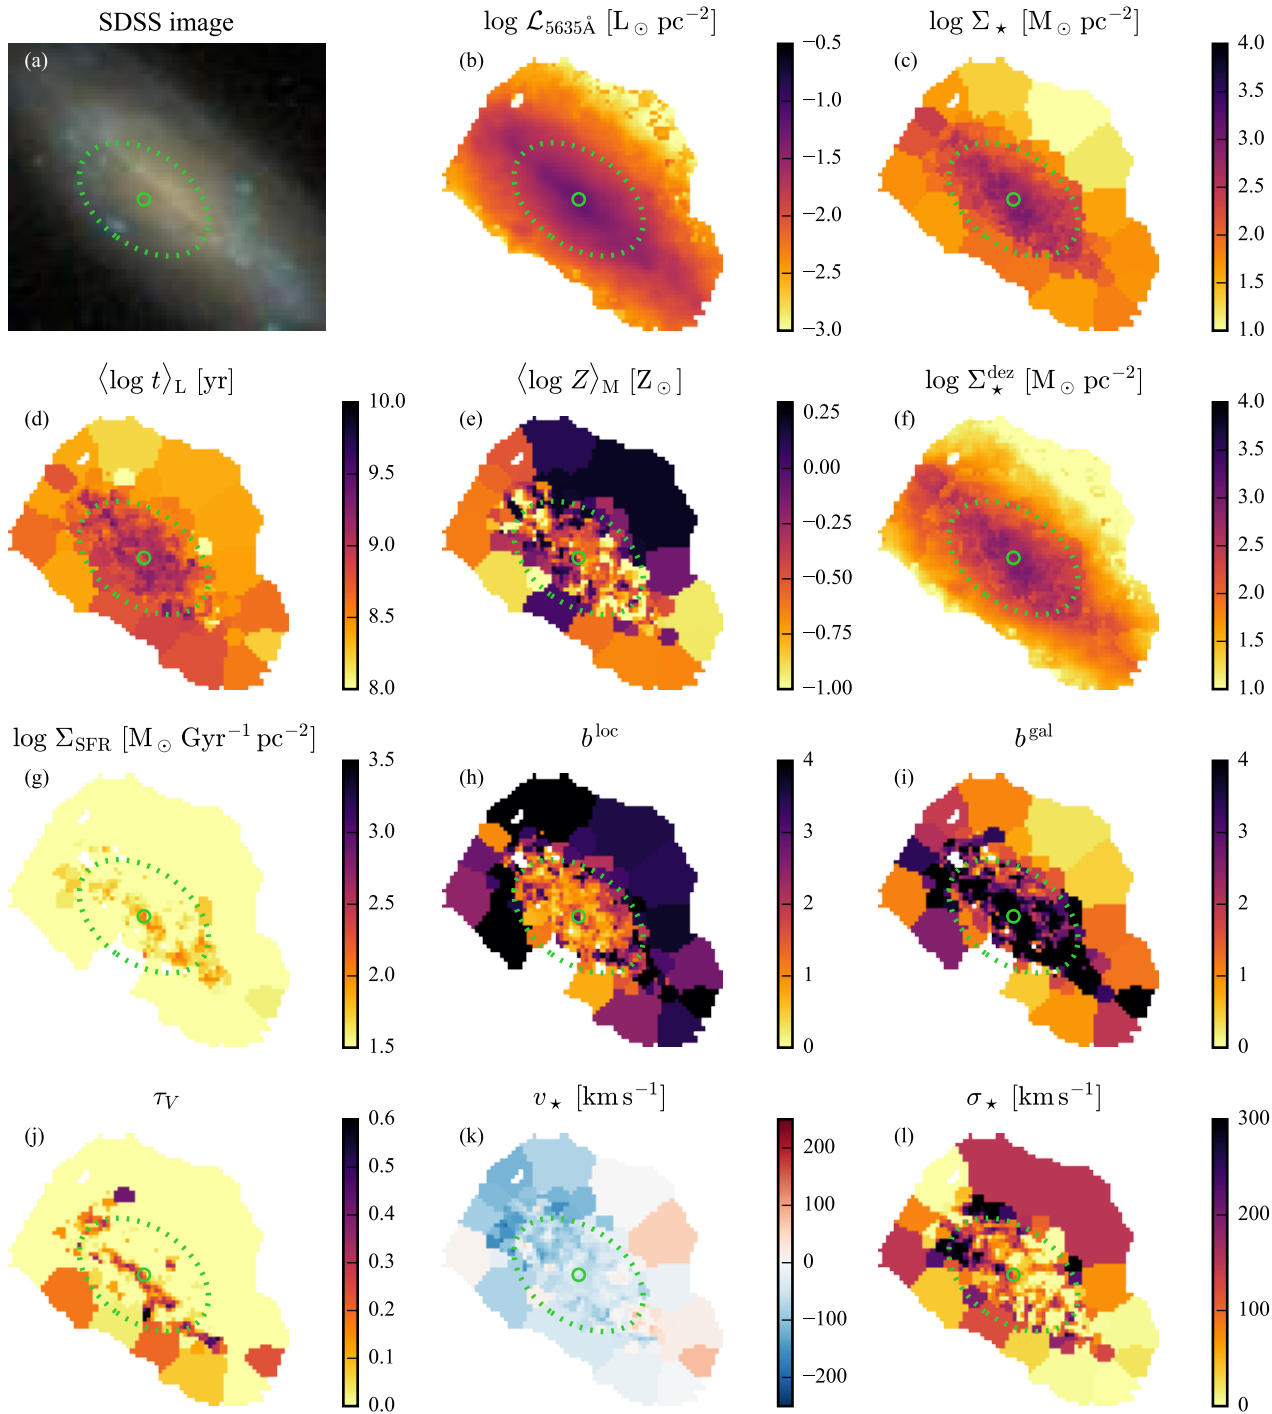 SDSS image
log ℒ₅₆₃₅Å [L⊙ pc⁻²]
log Σ⋆ [M⊙ pc⁻²]
(a)
(b)
−0.5
−1.0
−1.5
−2.0
−2.5
−3.0
(c)
4.0
3.5
3.0
2.5
2.0
1.5
1.0
⟨log t⟩L [yr]
⟨log Z⟩M [Z⊙]
log Σ⋆ᵈᵉᶻ [M⊙ pc⁻²]
(d)
10.0
9.5
9.0
8.5
8.0
(e)
0.25
0.00
−0.25
−0.50
−0.75
−1.00
(f)
4.0
3.5
3.0
2.5
2.0
1.5
1.0
log ΣSFR [M⊙ Gyr⁻¹ pc⁻²]
bˡᵒᶜ
bᵍᵃˡ
(g)
3.5
3.0
2.5
2.0
1.5
(h)
4
3
2
1
0
(i)
4
3
2
1
0
τV
v⋆ [km s⁻¹]
σ⋆ [km s⁻¹]
(j)
0.6
0.5
0.4
0.3
0.2
0.1
0.0
(k)
200
100
0
−100
−200
(l)
300
200
100
0